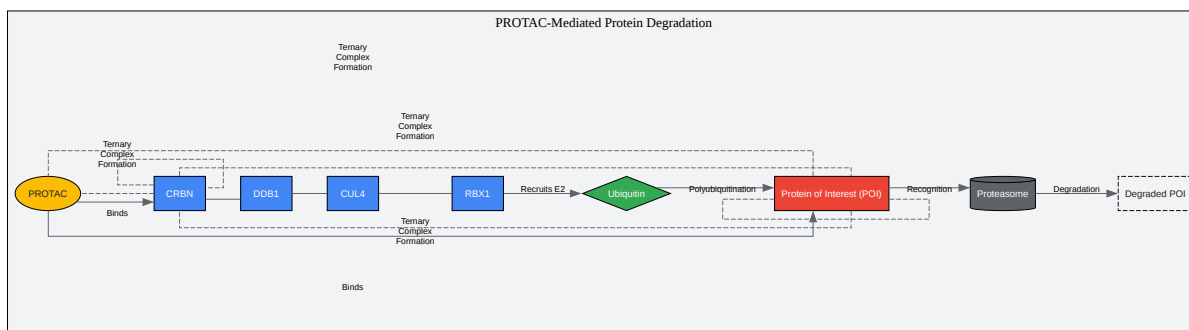 PROTAC-Mediated Protein Degradation
Ternary
Complex
Formation
Ternary
Complex
Formation
Ternary
Complex
Formation
PROTAC
Binds
CRBN
DDB1
CUL4
RBX1
Recruits E2
Ubiquitin
Polyubiquitination
Protein of Interest (POI)
Recognition
Proteasome
Degradation
Degraded POI
Ternary
Complex
Formation
Binds